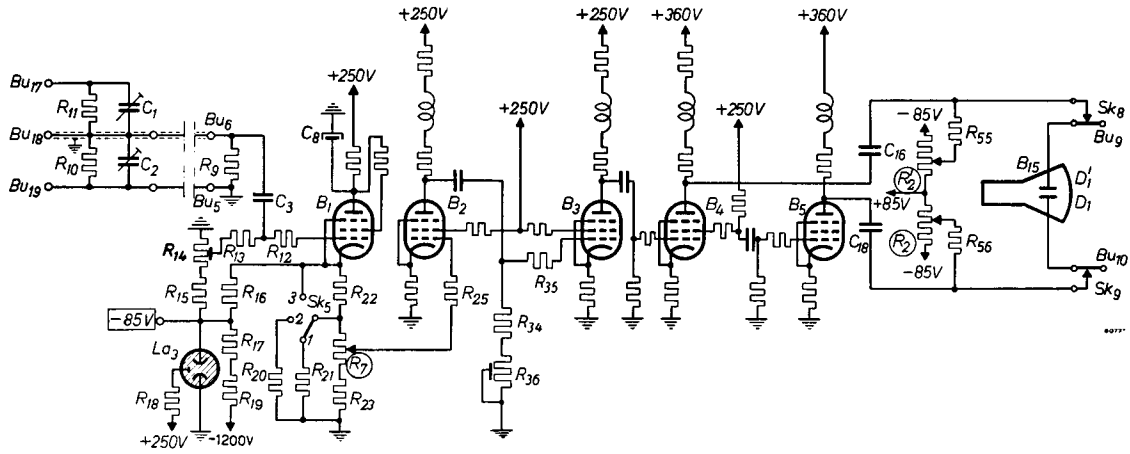 +250V
+250V
+360V
+360V
+250V
+250V
+250V
Bu17
R11
C1
Bu6
C8
Sk8
-85V
R55
Bu9
Bu18
C16
R10
C2
R9
B15
D'1
D1
Bu19
Bu5
C3
B1
B2
B3
B4
B5
R2
+85V
R14
R13
R12
R35
C18
R2
R56
-85V
Bu10
Sk9
R15
R16
3
Sk5
R22
R25
-85V
2
1
R34
La3
R17
R7
R20
R21
R36
R18
R19
R23
+250V
-1200V